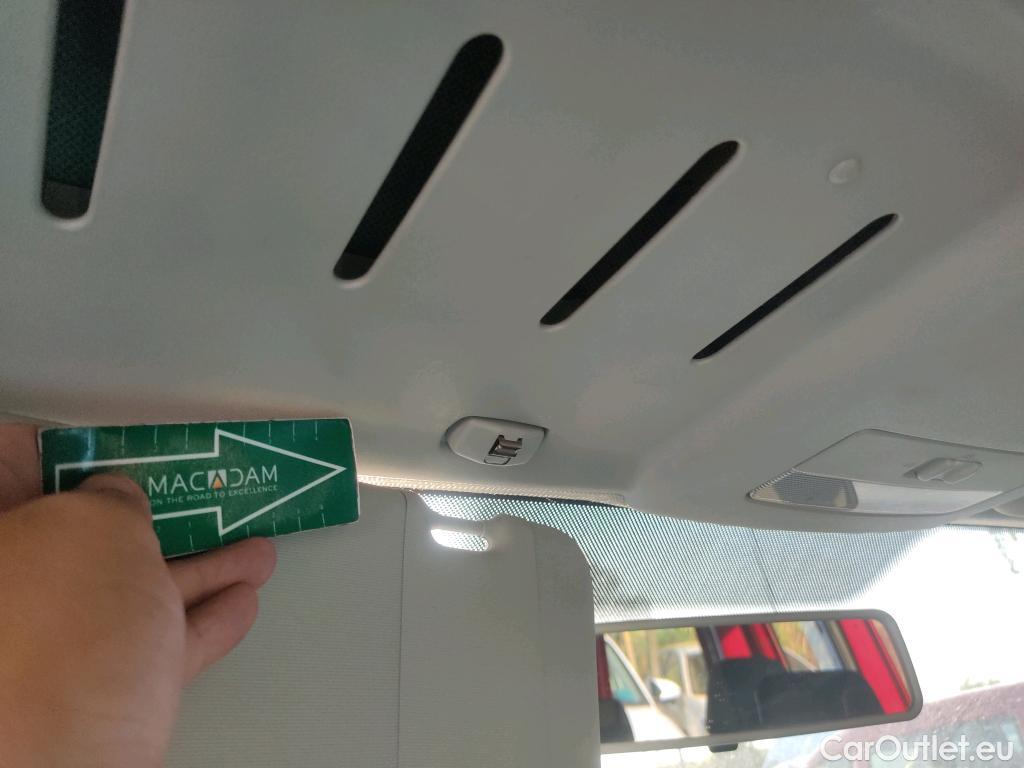 MACADAM
ON THE ROAD TO EXCELLENCE
CarOutlet.eu